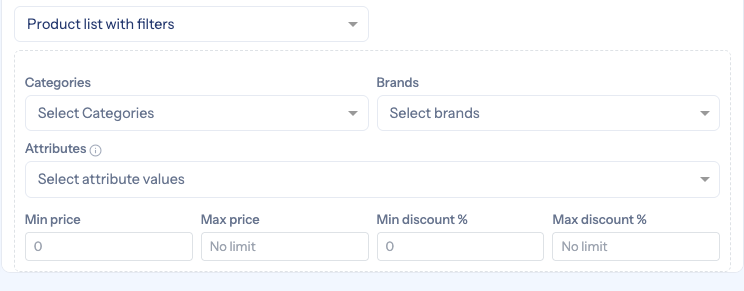 Product list with filters
Categories
Brands
Select Categories
Select brands
Attributes
Select attribute values
Min price
Max price
Min discount %
Max discount %
0
No limit
0
No limit